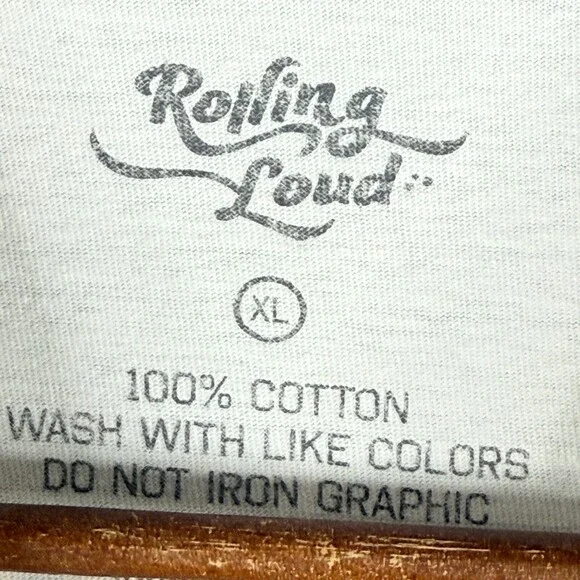 Rolling
Loud
XL
100% COTTON
WASH WITH LIKE COLORS
DO NOT IRON GRAPHIC